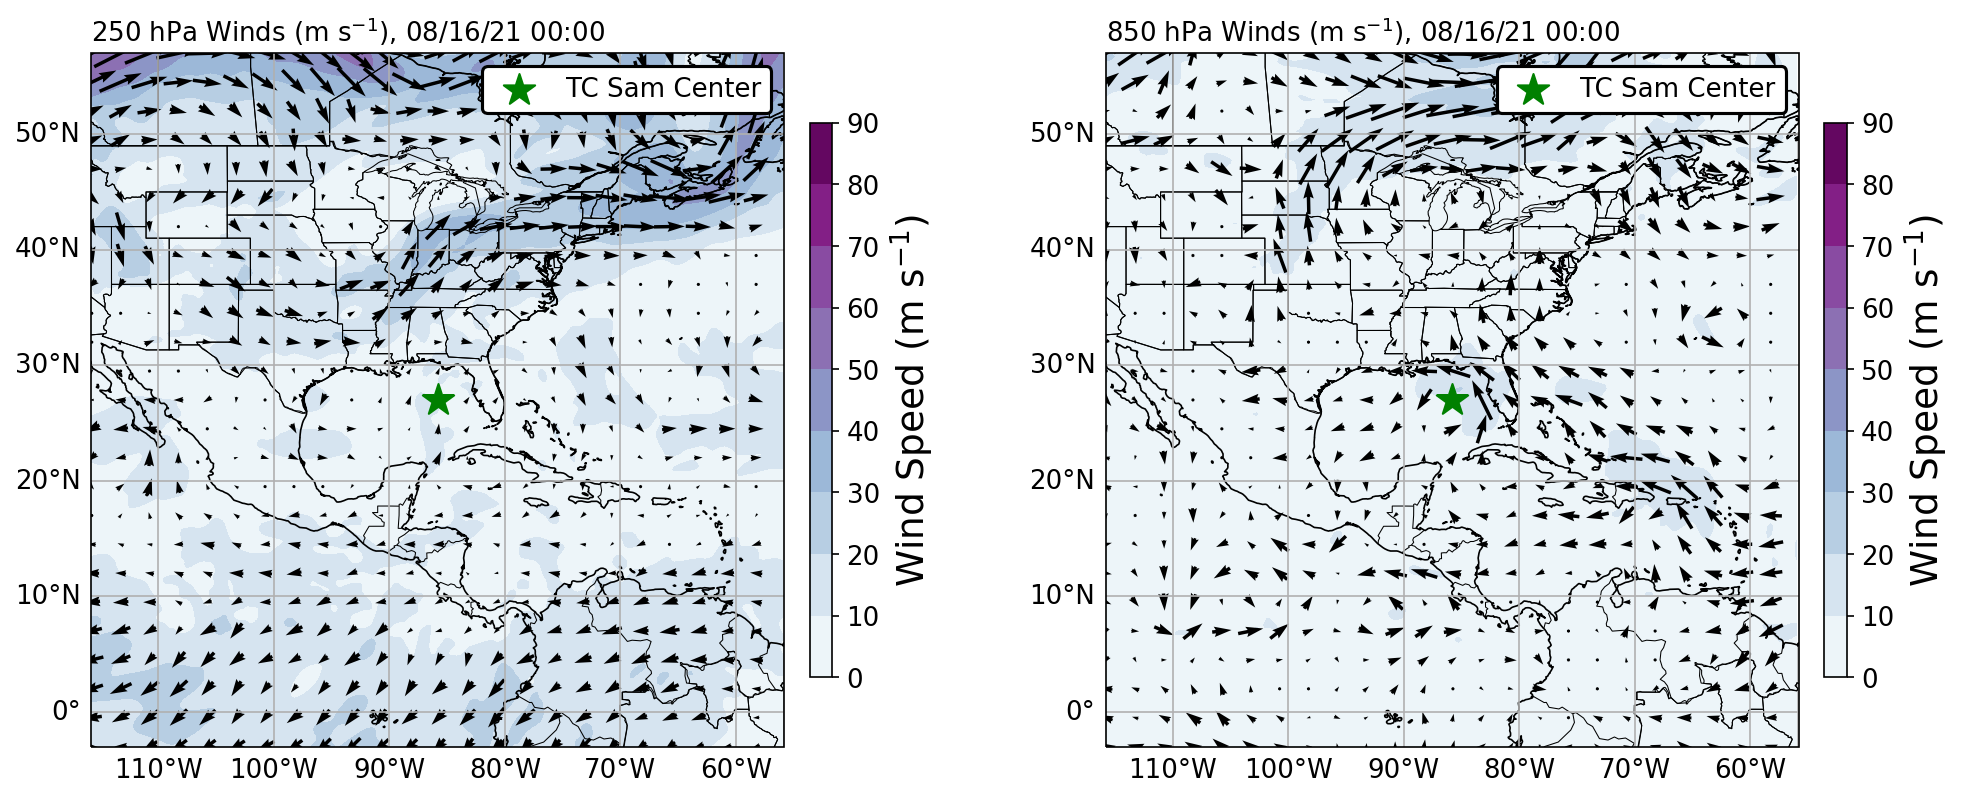 250 hPa Winds (m s⁻¹), 08/16/21 00:00
TC Sam Center
50°N
40°N
30°N
20°N
10°N
0°
110°W 100°W 90°W 80°W 70°W 60°W
90
80
70
60
50
40
30
20
10
0
Wind Speed (m s⁻¹)
850 hPa Winds (m s⁻¹), 08/16/21 00:00
TC Sam Center
50°N
40°N
30°N
20°N
10°N
0°
110°W 100°W 90°W 80°W 70°W 60°W
90
80
70
60
50
40
30
20
10
0
Wind Speed (m s⁻¹)